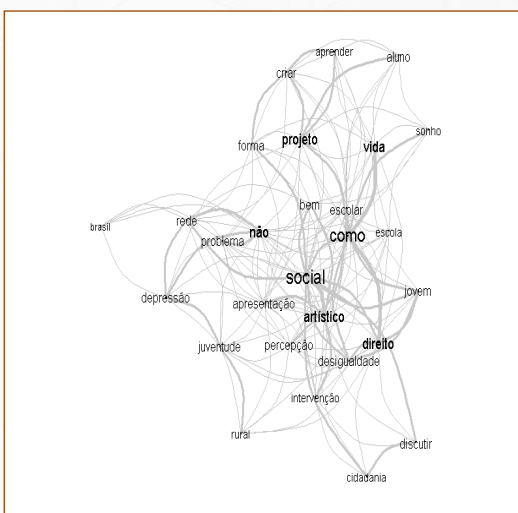 aprender
aluno
criar
sonho
projeto
vida
forma
bem
escolar
rede
brasil
não
como
escola
problema
social
jovem
depressão
apresentação
artístico
juventude
percepção
direito
desigualdade
intervenção
rural
discutir
cidadania